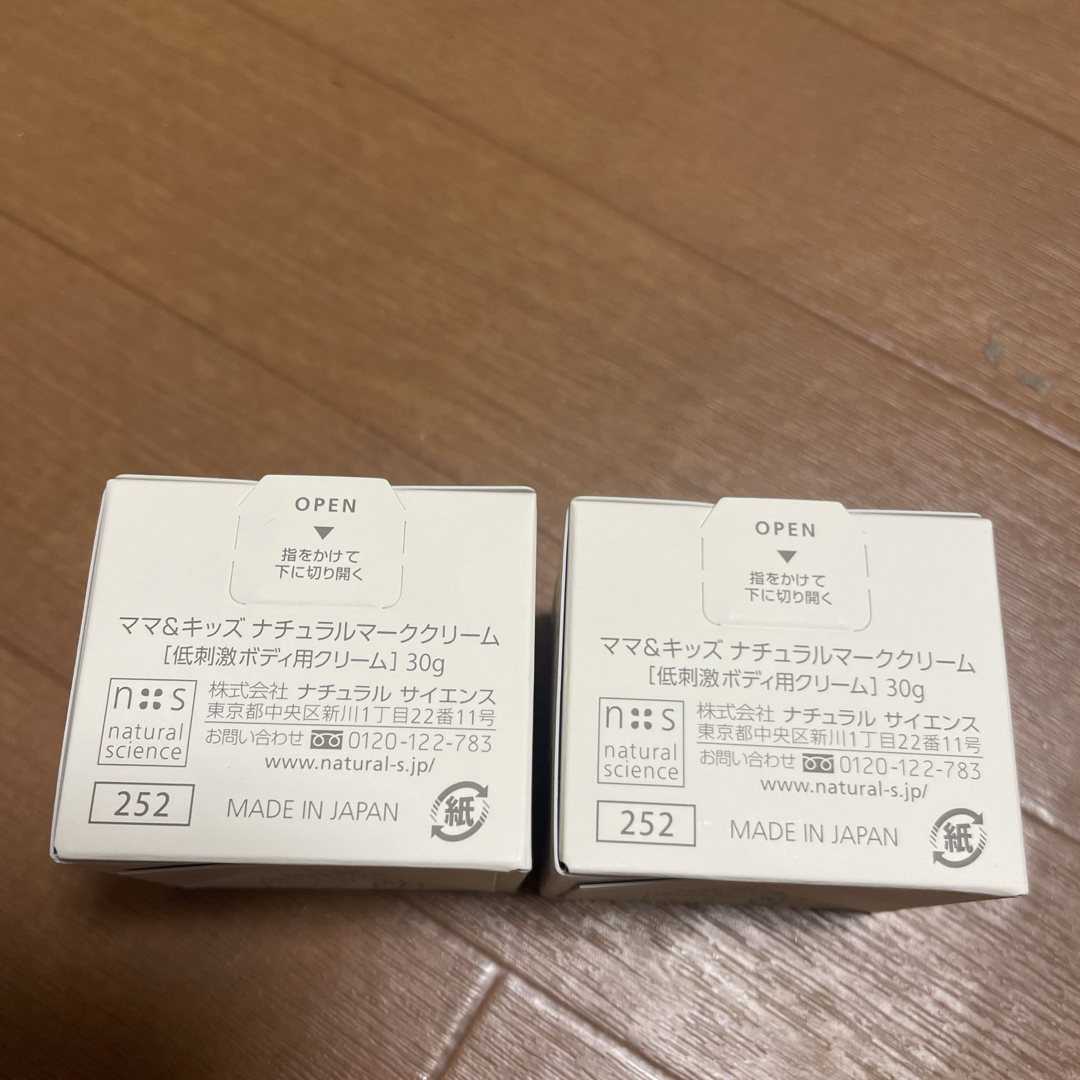 OPEN
指をかけて
下に切り開く
ママ&キッズ ナチュラルマーククリーム
[低刺激ボディ用クリーム] 30g
n s
natural
science
株式会社 ナチュラル サイエンス
東京都中央区新川1丁目22番11号
お問い合わせ 0120-122-783
www.natural-s.jp/
252
MADE IN JAPAN
紙
OPEN
指をかけて
下に切り開く
ママ&キッズ ナチュラルマーククリーム
[低刺激ボディ用クリーム] 30g
n s
natural
science
株式会社 ナチュラル サイエンス
東京都中央区新川1丁目22番11号
お問い合わせ 0120-122-783
www.natural-s.jp/
252
MADE IN JAPAN
紙